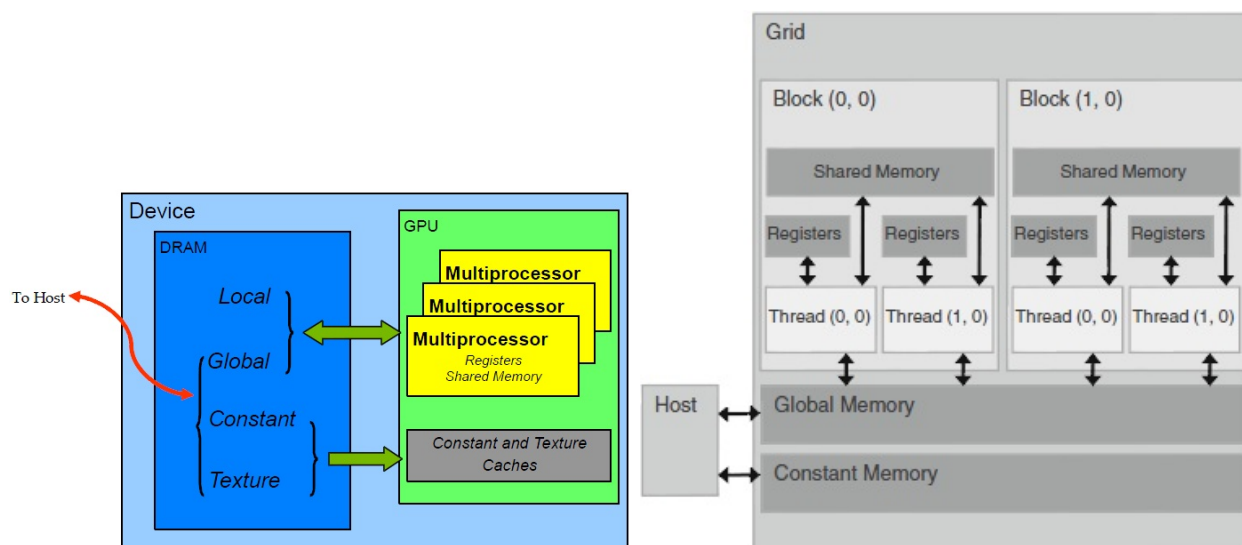 To Host
Device
DRAM
Local
Global
Constant
Texture
GPU
Multiprocessor
Multiprocessor
Multiprocessor
Registers
Shared Memory
Constant and Texture
Caches
Grid
Block (0, 0)
Shared Memory
Registers
Registers
Thread (0, 0)
Thread (1, 0)
Block (1, 0)
Shared Memory
Registers
Registers
Thread (0, 0)
Thread (1, 0)
Host
Global Memory
Constant Memory